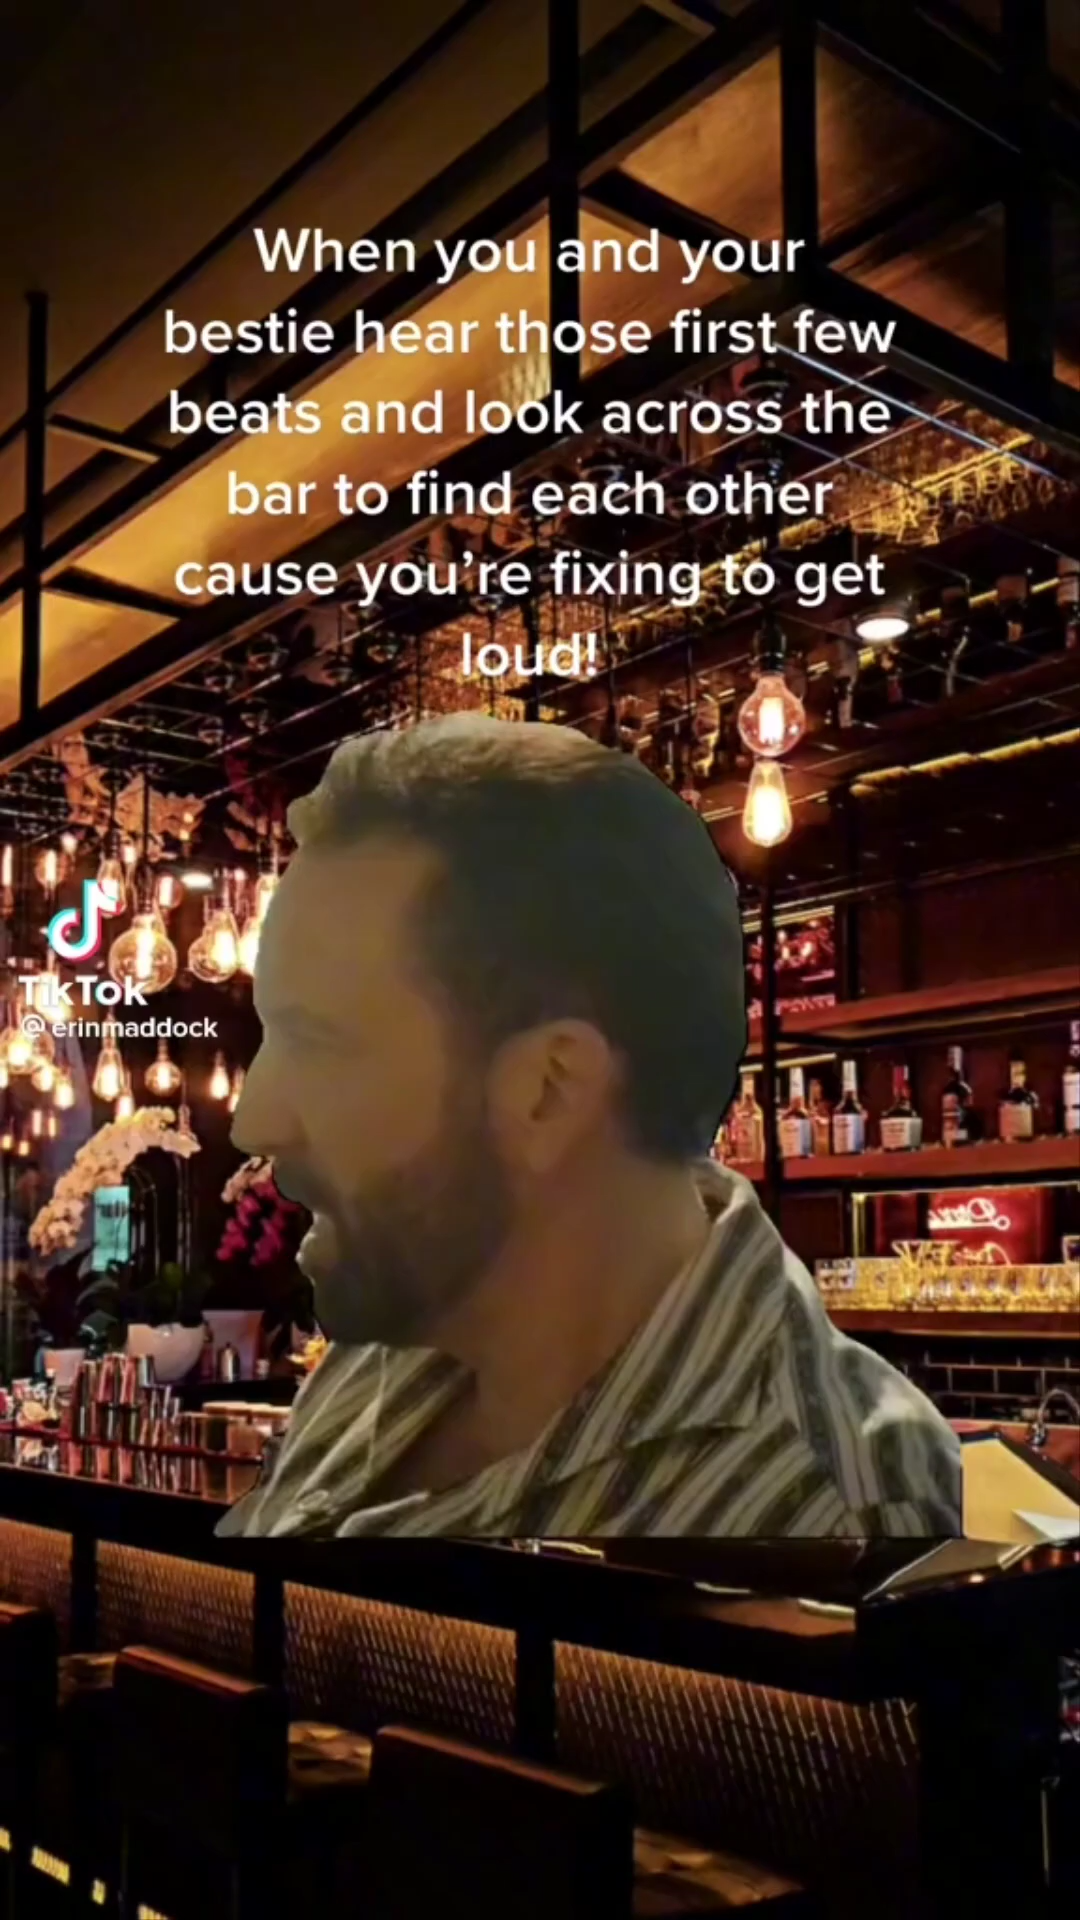 When you and your
bestie hear those first few
beats and look across the
bar to find each other
cause you’re fixing to get
loud!
TikTok
@erinmaddock